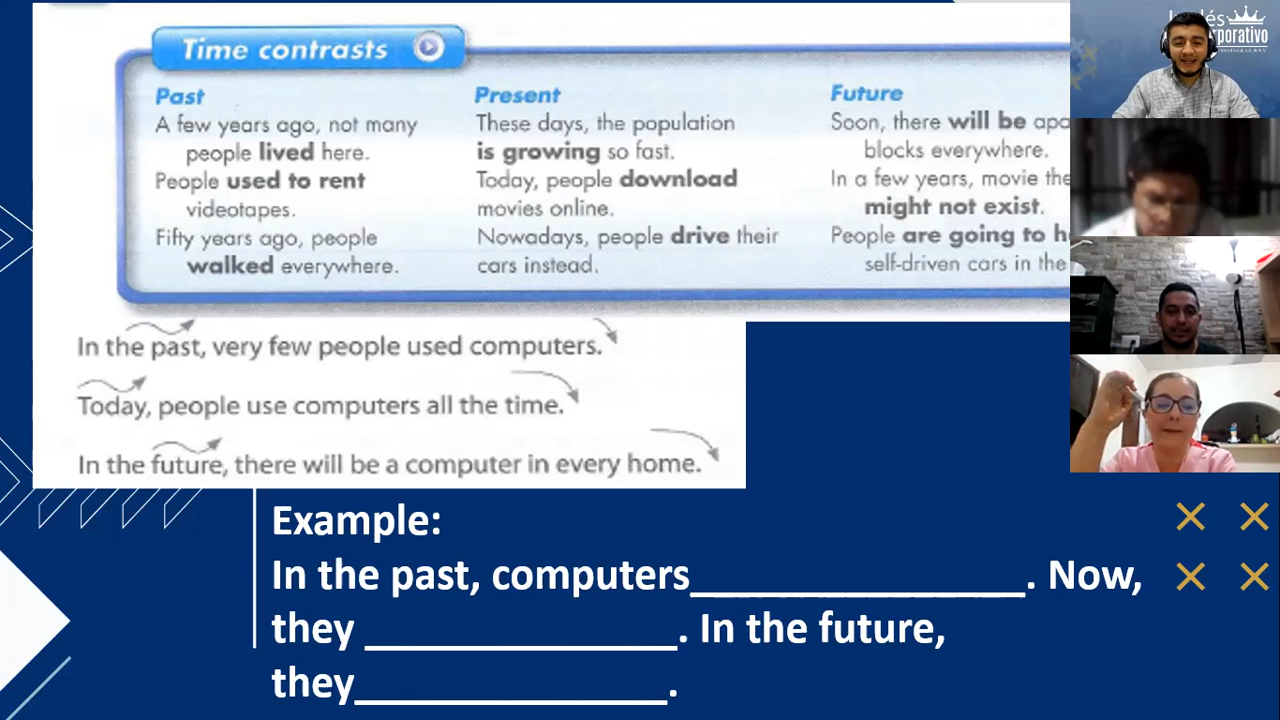 Time contrasts
Past
A few years ago, not many
people lived here.
People used to rent
videotapes.
Fifty years ago, people
walked everywhere.
Present
These days, the population
is growing so fast.
Today, people download
movies online.
Nowadays, people drive their
cars instead.
Future
Soon, there will be
blocks everywhere.
In a few years, movie
might not exist.
People are going to
self-driven cars in the
In the past, very few people used computers.
Today, people use computers all the time.
In the future, there will be a computer in every home.
Example:
In the past, computers______________. Now,
they _____________. In the future,
they_____________.